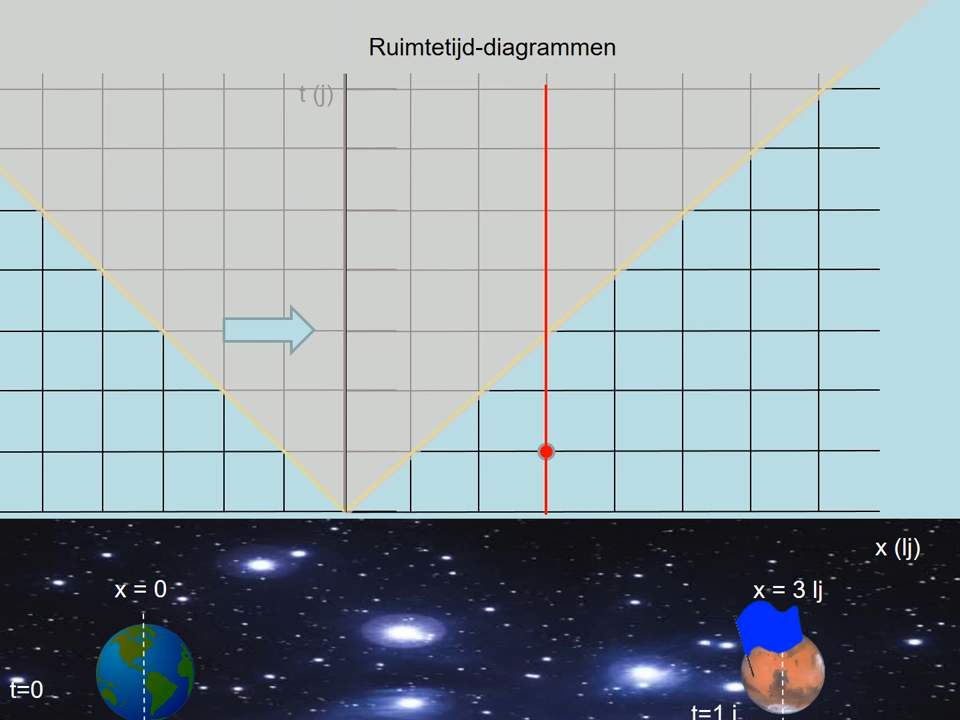 Ruimtetijd-diagrammen
t (j)
x (lj)
x = 0
x = 3 lj
t=0
t=1 j